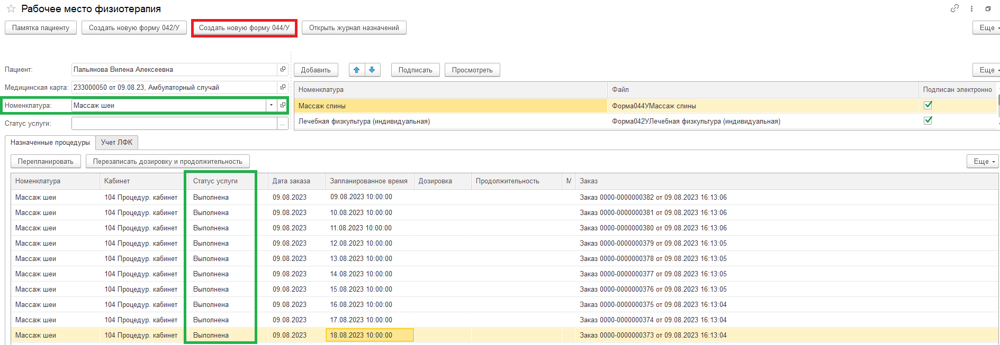 Рабочее место физиотерапия
Памятка пациенту Создать новую форму 042/У Создать новую форму 044/У Открыть журнал назначений Еще
Пациент: Пальянова Вилена Алексеевна
Медицинская карта: 233000050 от 09.08.23, Амбулаторный случай
Номенклатура: Массаж шеи
Статус услуги: ...
Добавить Подписать Просмотреть Еще
Номенклатура Файл Подписан электронно
Массаж спины Форма044УМассаж спины
Лечебная физкультура (индивидуальная) Форма042УЛечебная физкультура (индивидуальная)
Назначенные процедуры Учет ЛФК
Перепланировать Перезаписать дозировку и продолжительность Еще
Номенклатура Кабинет Статус услуги Дата заказа Запланированное время Дозировка Продолжительность М Заказ
Массаж шеи 104 Процедур. кабинет Выполнена 09.08.2023 09.08.2023 10:00:00 Заказ 0000-0000000382 от 09.08.2023 16:13:06
Массаж шеи 104 Процедур. кабинет Выполнена 09.08.2023 10.08.2023 10:00:00 Заказ 0000-0000000381 от 09.08.2023 16:13:06
Массаж шеи 104 Процедур. кабинет Выполнена 09.08.2023 11.08.2023 10:00:00 Заказ 0000-0000000380 от 09.08.2023 16:13:06
Массаж шеи 104 Процедур. кабинет Выполнена 09.08.2023 12.08.2023 10:00:00 Заказ 0000-0000000379 от 09.08.2023 16:13:05
Массаж шеи 104 Процедур. кабинет Выполнена 09.08.2023 13.08.2023 10:00:00 Заказ 0000-0000000378 от 09.08.2023 16:13:05
Массаж шеи 104 Процедур. кабинет Выполнена 09.08.2023 14.08.2023 10:00:00 Заказ 0000-0000000377 от 09.08.2023 16:13:05
Массаж шеи 104 Процедур. кабинет Выполнена 09.08.2023 15.08.2023 10:00:00 Заказ 0000-0000000376 от 09.08.2023 16:13:05
Массаж шеи 104 Процедур. кабинет Выполнена 09.08.2023 16.08.2023 10:00:00 Заказ 0000-0000000375 от 09.08.2023 16:13:04
Массаж шеи 104 Процедур. кабинет Выполнена 09.08.2023 17.08.2023 10:00:00 Заказ 0000-0000000374 от 09.08.2023 16:13:04
Массаж шеи 104 Процедур. кабинет Выполнена 09.08.2023 18.08.2023 10:00:00 Заказ 0000-0000000373 от 09.08.2023 16:13:04